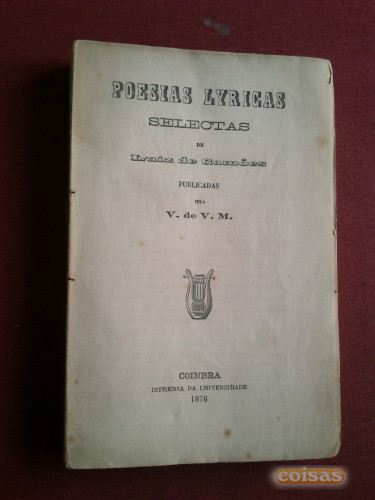 POESIAS LYRICAS
SELECTAS
DE
Luiz de Camões
PUBLICADAS
PELA
V. de V. M.
COIMBRA
IMPRENSA DA UNIVERSIDADE
1876
coisas